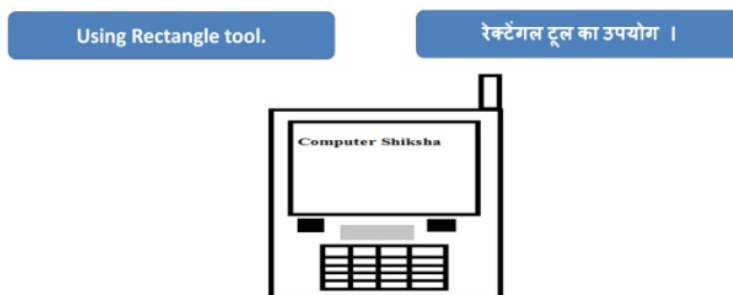 Using Rectangle tool.
रेक्टेंगल टूल का उपयोग ।
Computer Shiksha